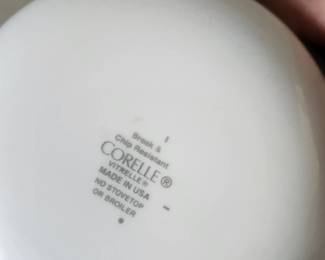 Break &
Chip Resistant
CORELLE®
VITRELLE®
MADE IN USA
NO STOVETOP
OR BROILER